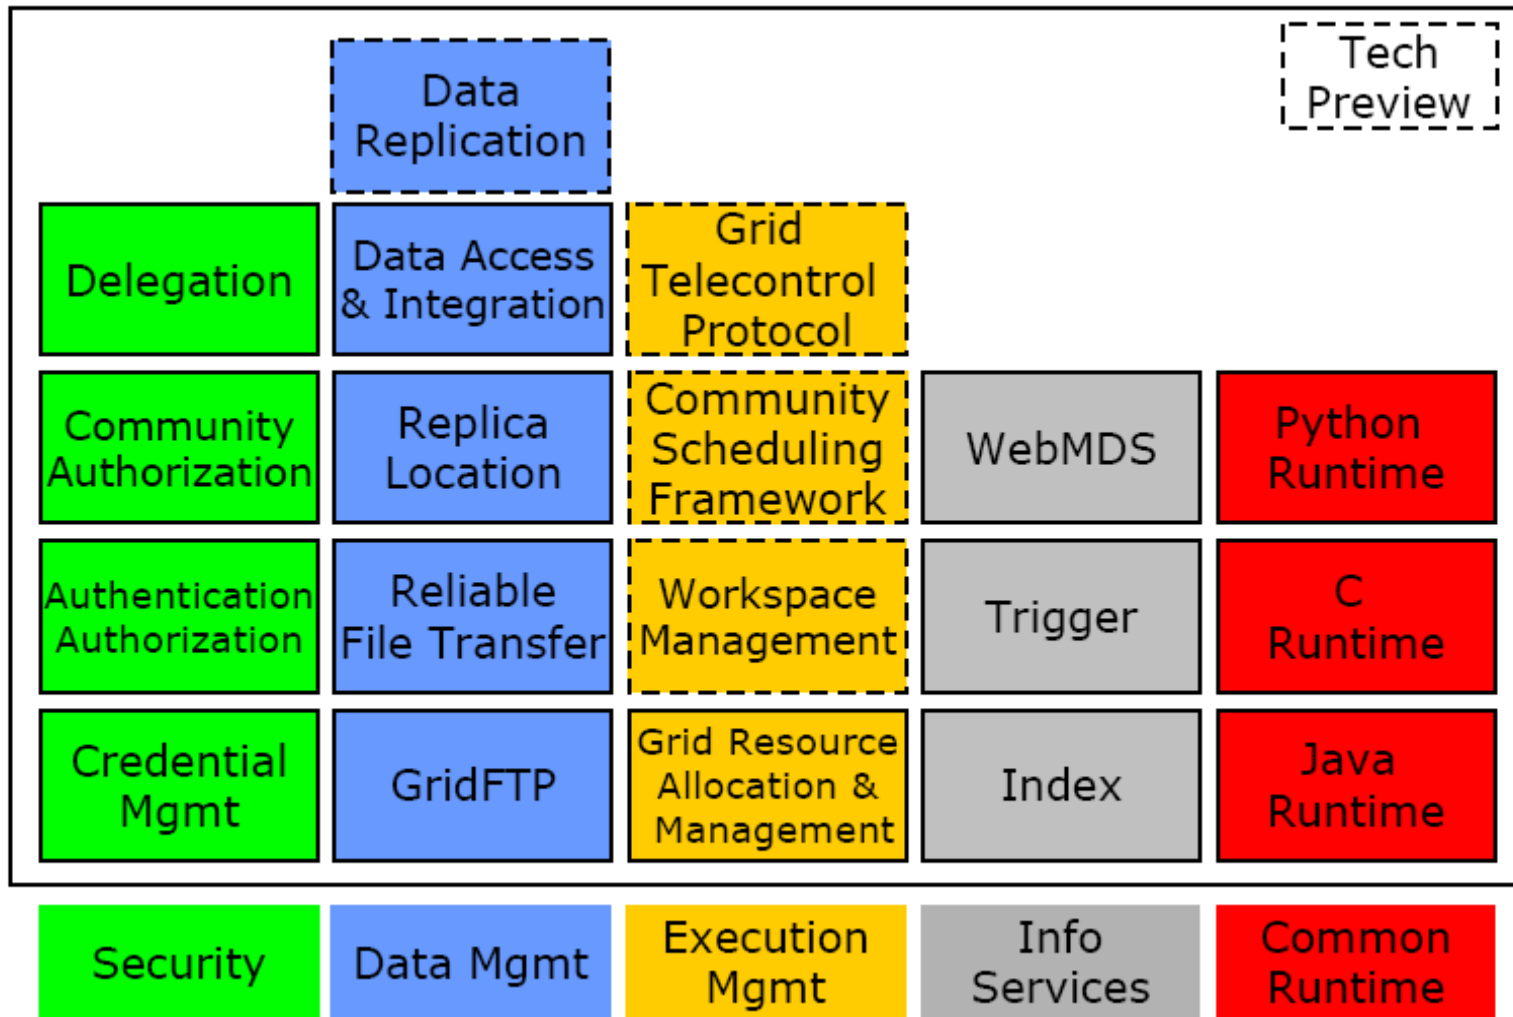 Tech
Preview
Data
Replication
Delegation
Data Access
& Integration
Grid
Telecontrol
Protocol
Community
Authorization
Replica
Location
Community
Scheduling
Framework
WebMDS
Python
Runtime
Authentication
Authorization
Reliable
File Transfer
Workspace
Management
Trigger
C
Runtime
Credential
Mgmt
GridFTP
Grid Resource
Allocation &
Management
Index
Java
Runtime
Security
Data Mgmt
Execution
Mgmt
Info
Services
Common
Runtime